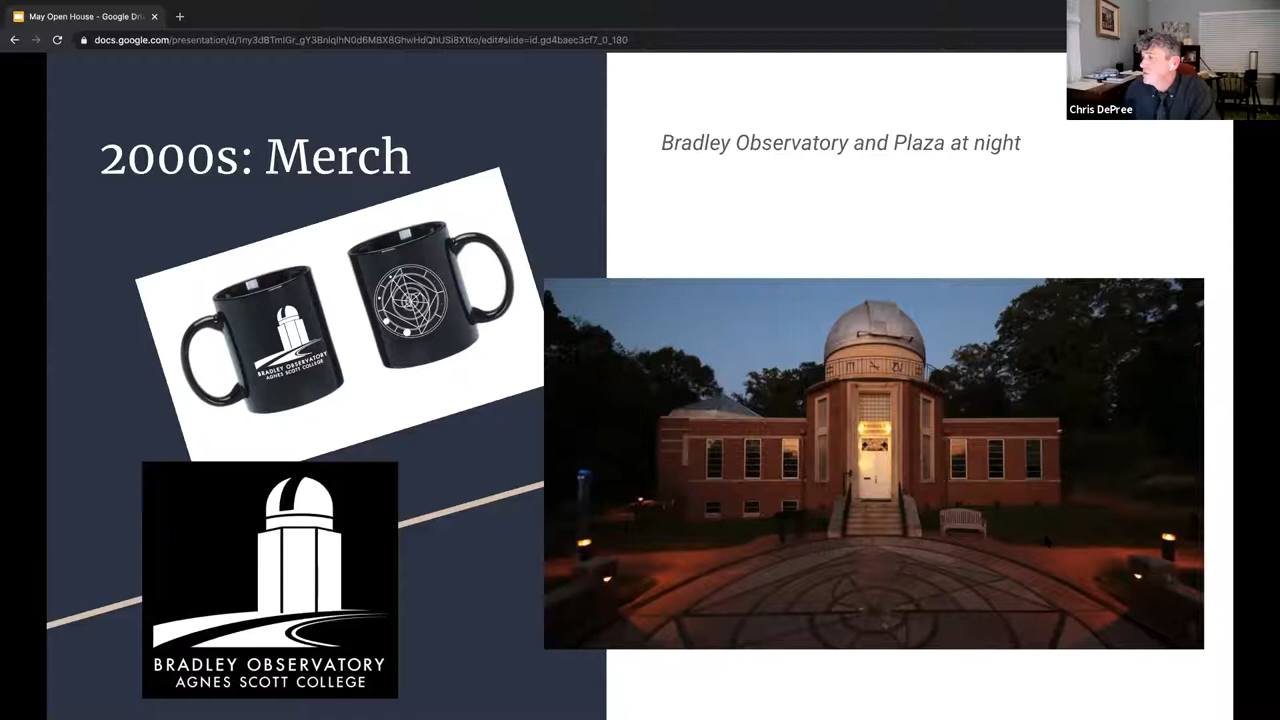 May Open House - Google Dri
docs.google.com/presentation/d/1ny3dBTmIGr_gY3BnlqlhN0d6MBX8GhwHdQhUSi8Xtko/edit#slide=id.gd4baec3cf7_0_180
Chris DePree
2000s: Merch
Bradley Observatory and Plaza at night
BRADLEY OBSERVATORY
AGNES SCOTT COLLEGE
BRADLEY OBSERVATORY
AGNES SCOTT COLLEGE